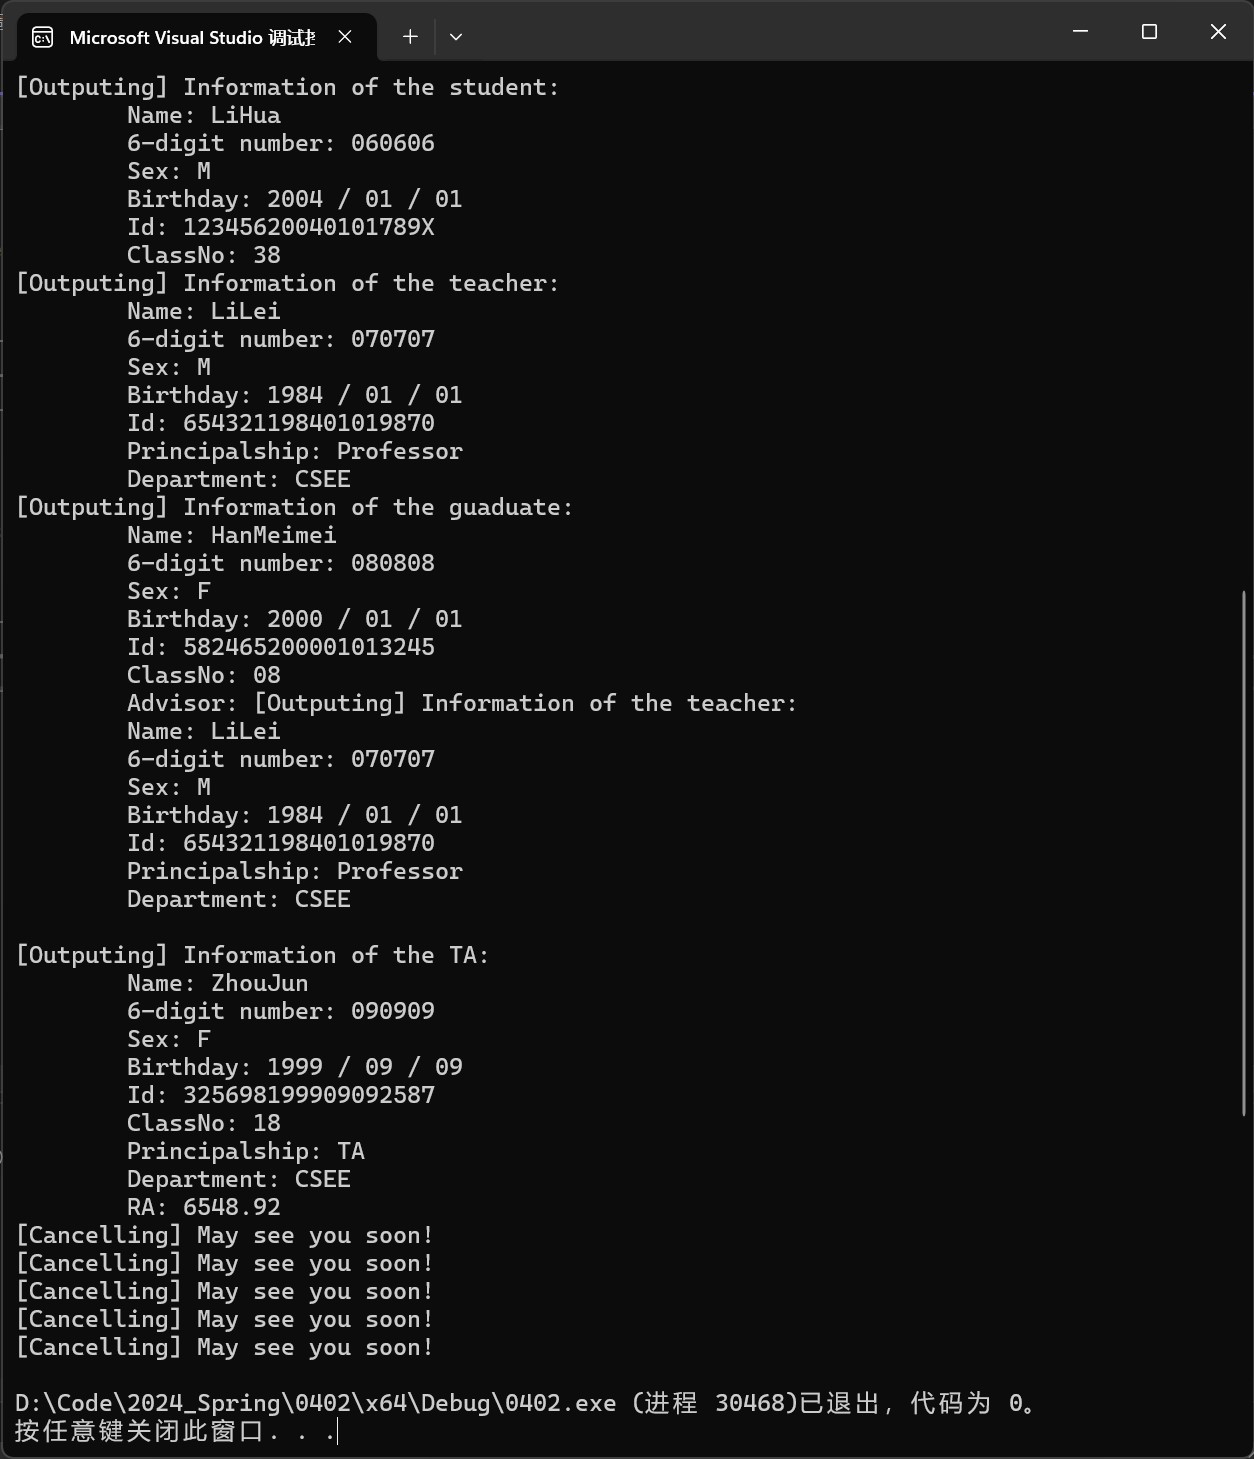 Microsoft Visual Studio 调试
[Outputing] Information of the student:
Name: LiHua
6-digit number: 060606
Sex: M
Birthday: 2004 / 01 / 01
Id: 12345620040101789X
ClassNo: 38
[Outputing] Information of the teacher:
Name: LiLei
6-digit number: 070707
Sex: M
Birthday: 1984 / 01 / 01
Id: 654321198401019870
Principalship: Professor
Department: CSEE
[Outputing] Information of the guaduate:
Name: HanMeimei
6-digit number: 080808
Sex: F
Birthday: 2000 / 01 / 01
Id: 582465200001013245
ClassNo: 08
Advisor: [Outputing] Information of the teacher:
Name: LiLei
6-digit number: 070707
Sex: M
Birthday: 1984 / 01 / 01
Id: 654321198401019870
Principalship: Professor
Department: CSEE
[Outputing] Information of the TA:
Name: ZhouJun
6-digit number: 090909
Sex: F
Birthday: 1999 / 09 / 09
Id: 325698199909092587
ClassNo: 18
Principalship: TA
Department: CSEE
RA: 6548.92
[Cancelling] May see you soon!
[Cancelling] May see you soon!
[Cancelling] May see you soon!
[Cancelling] May see you soon!
[Cancelling] May see you soon!
D:\Code\2024_Spring\0402\x64\Debug\0402.exe (进程 30468)已退出，代码为 0。
按任意键关闭此窗口. . .